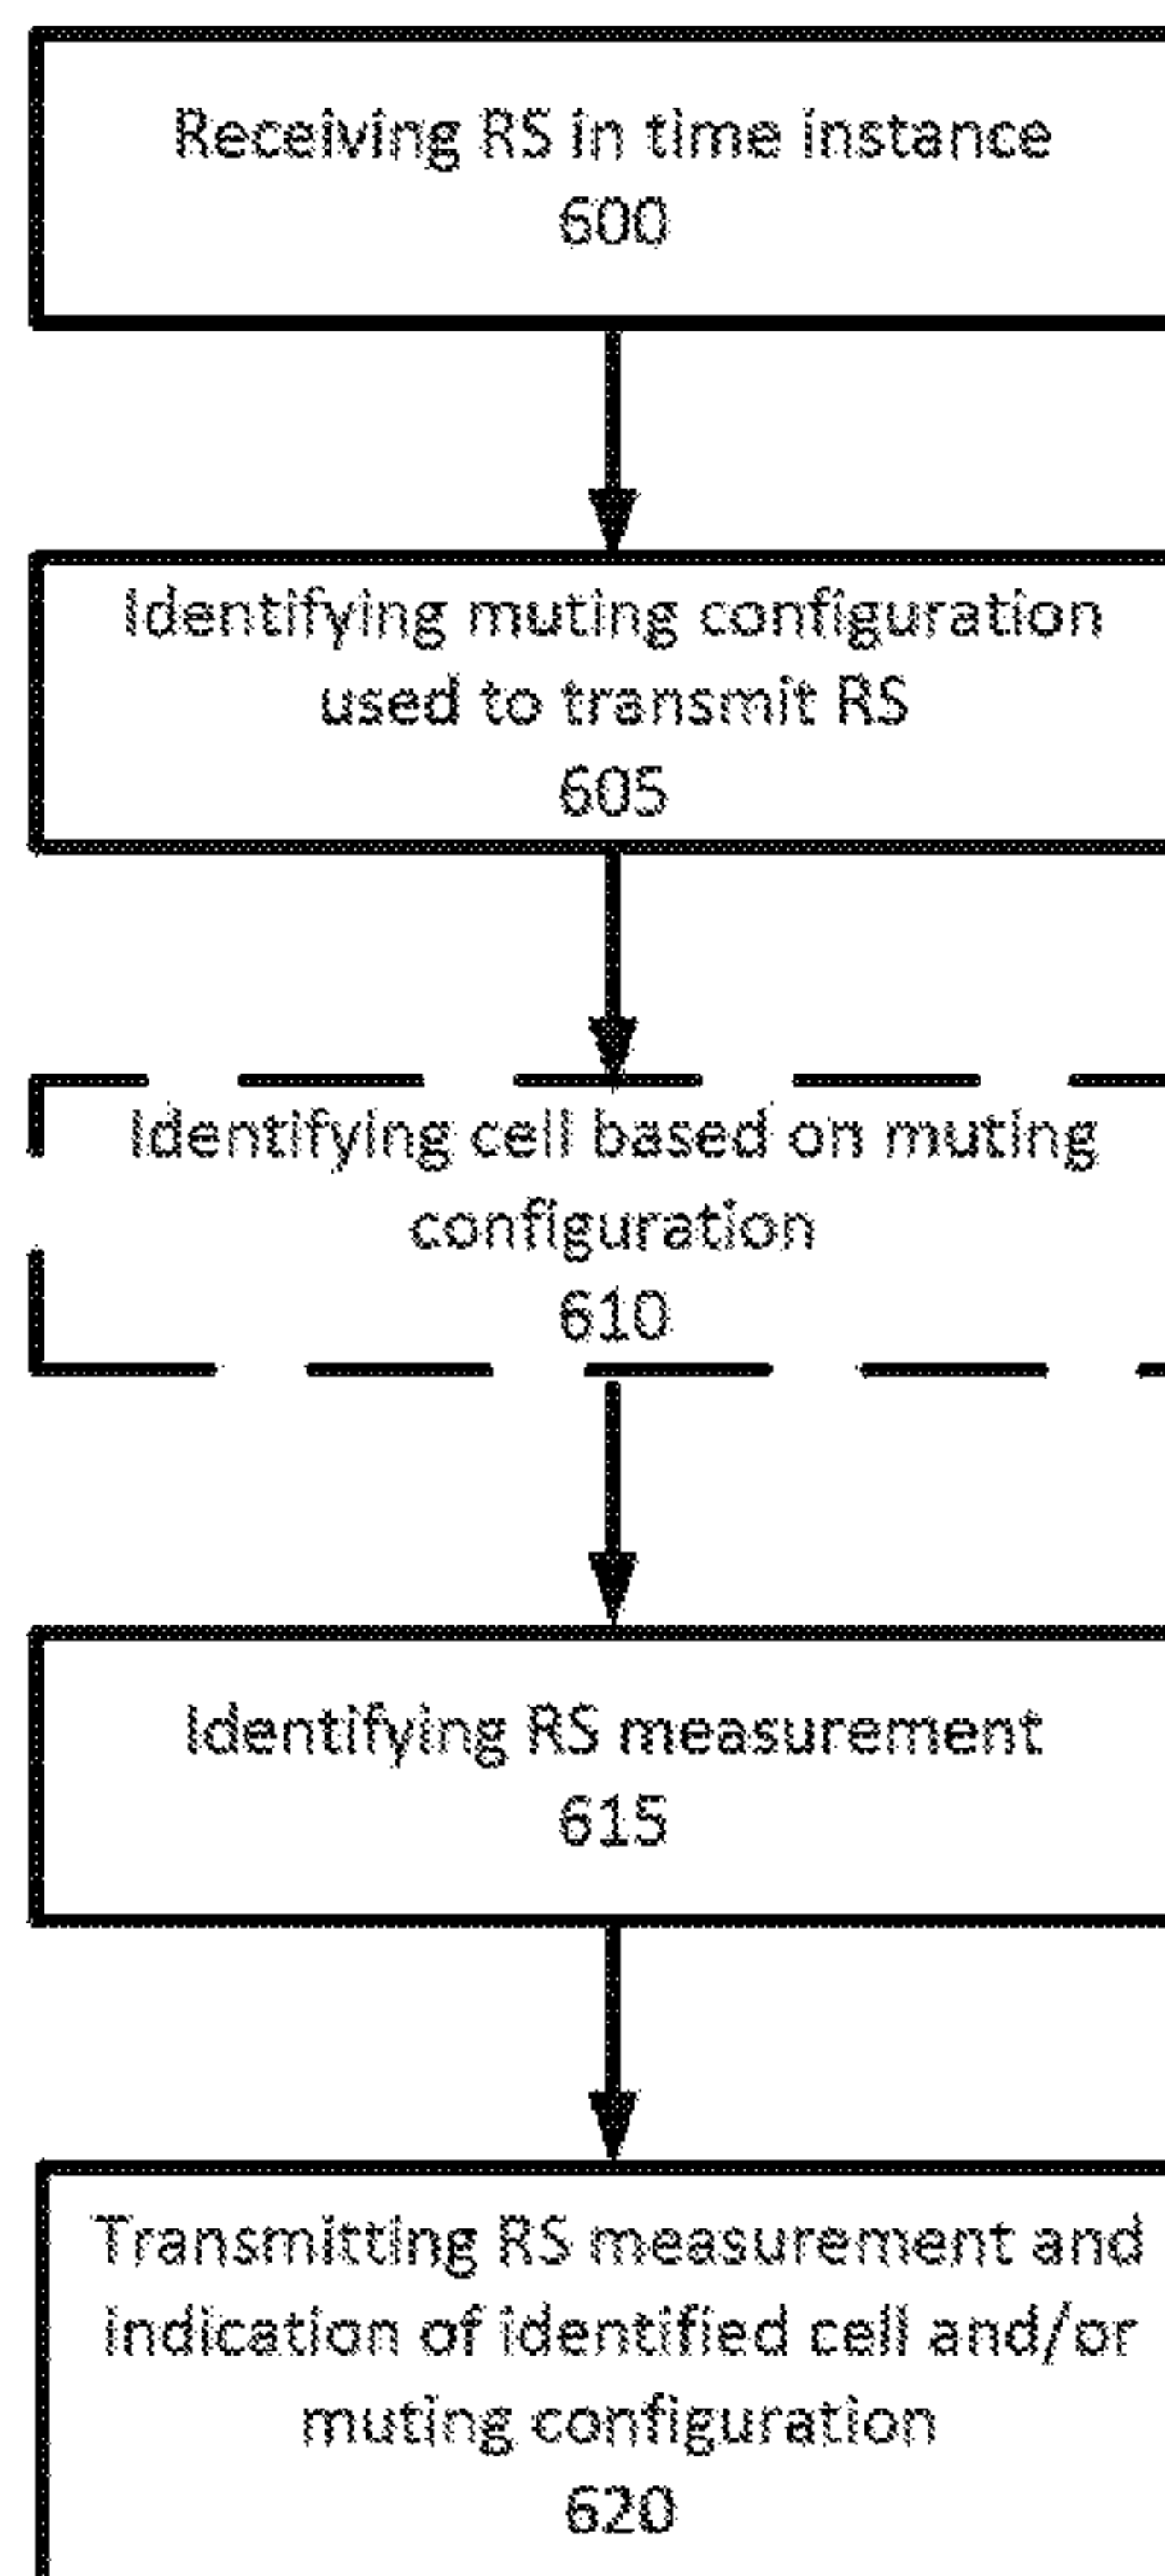 Receiving RS in time instance
600
Identifying muting configuration
used to transmit RS
605
Identifying cell based on muting
configuration
610
Identifying RS measurement
615
Transmitting RS measurement and
indication of identified cell and/or
muting configuration
620